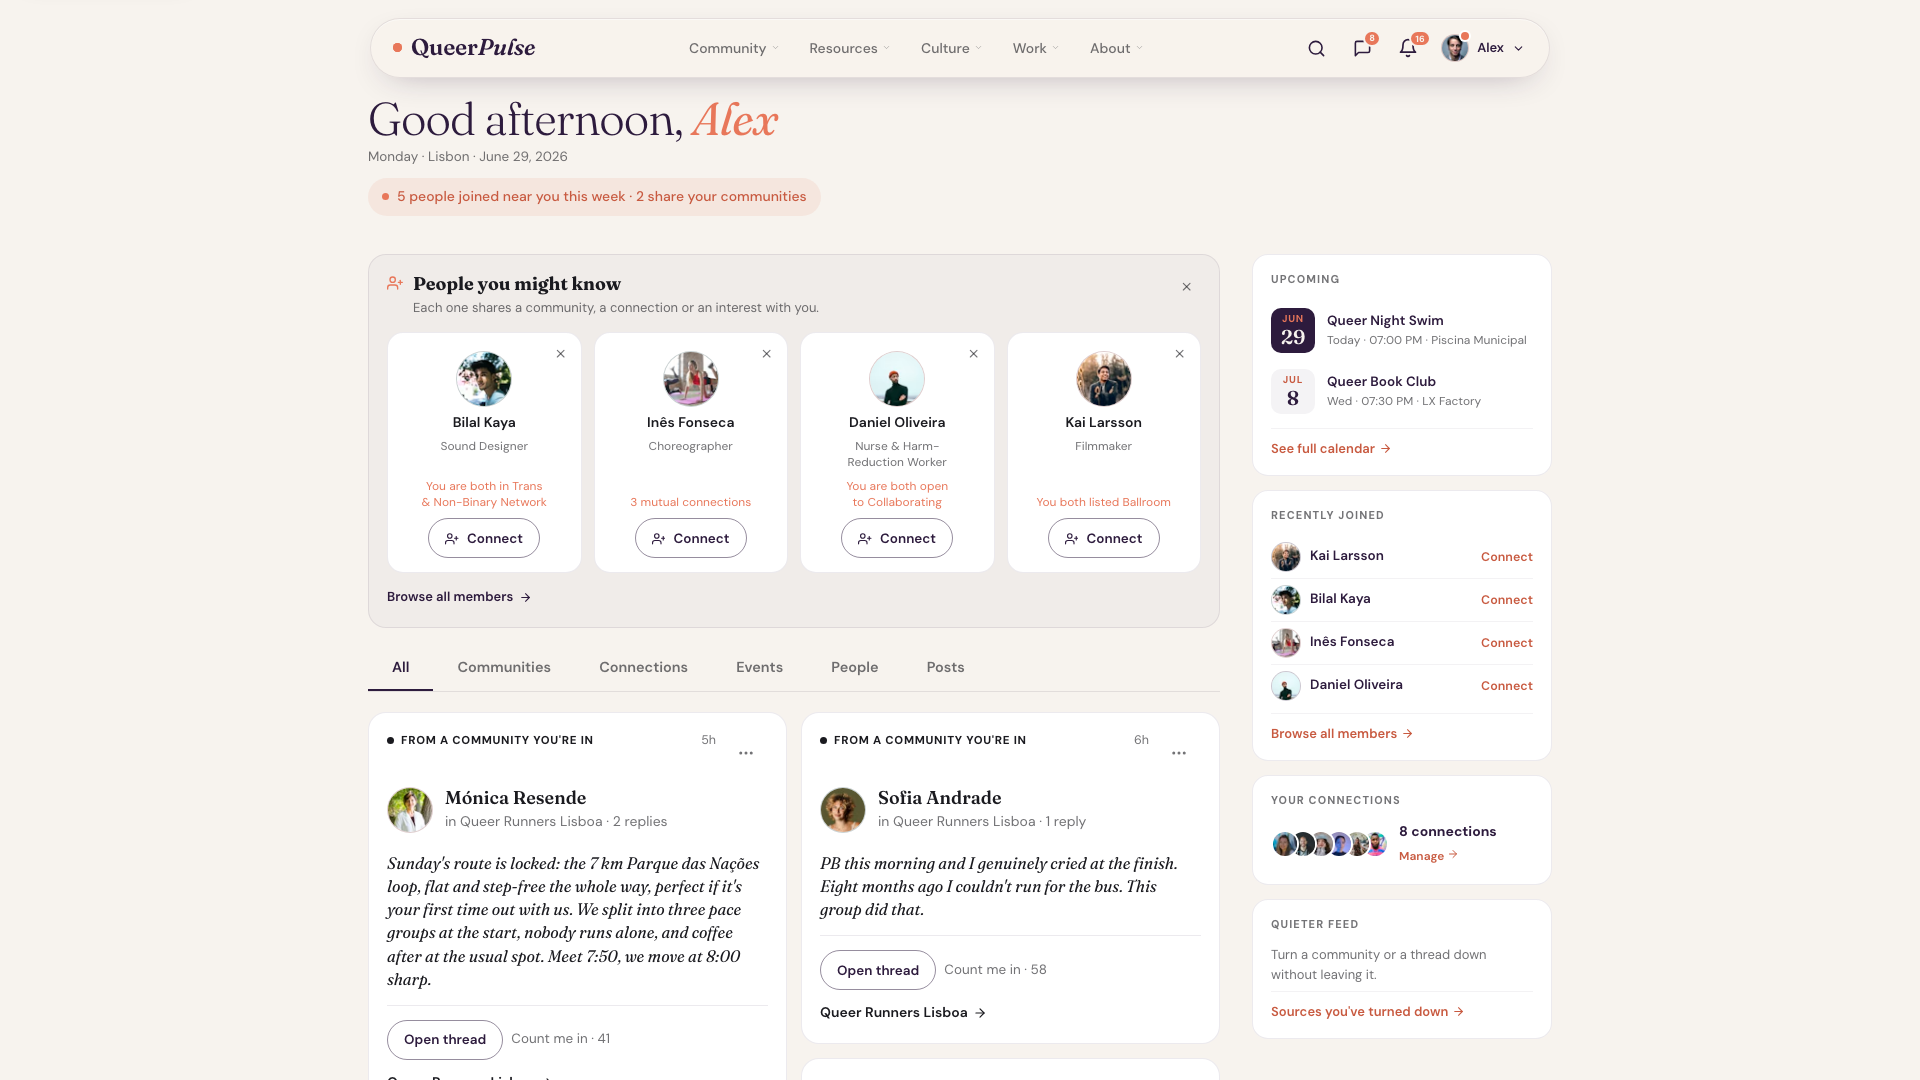 QueerPulse
Community
Resources
Culture
Work
About
8
16
Alex
Good afternoon, Alex
Monday · Lisbon · June 29, 2026
5 people joined near you this week · 2 share your communities
People you might know
Each one shares a community, a connection or an interest with you.
Bilal Kaya
Sound Designer
You are both in Trans
& Non-Binary Network
Connect
Inês Fonseca
Choreographer
3 mutual connections
Connect
Daniel Oliveira
Nurse & Harm-
Reduction Worker
You are both open
to Collaborating
Connect
Kai Larsson
Filmmaker
You both listed Ballroom
Connect
Browse all members →
All
Communities
Connections
Events
People
Posts
FROM A COMMUNITY YOU'RE IN
5h
Mónica Resende
in Queer Runners Lisboa · 2 replies
Sunday's route is locked: the 7 km Parque das Nações
loop, flat and step-free the whole way, perfect if it's
your first time out with us. We split into three pace
groups at the start, nobody runs alone, and coffee
after at the usual spot. Meet 7:50, we move at 8:00
sharp.
Open thread
Count me in · 41
FROM A COMMUNITY YOU'RE IN
6h
Sofia Andrade
in Queer Runners Lisboa · 1 reply
PB this morning and I genuinely cried at the finish.
Eight months ago I couldn't run for the bus. This
group did that.
Open thread
Count me in · 58
Queer Runners Lisboa →
UPCOMING
JUN
29
Queer Night Swim
Today · 07:00 PM · Piscina Municipal
JUL
8
Queer Book Club
Wed · 07:30 PM · LX Factory
See full calendar →
RECENTLY JOINED
Kai Larsson
Connect
Bilal Kaya
Connect
Inês Fonseca
Connect
Daniel Oliveira
Connect
Browse all members →
YOUR CONNECTIONS
8 connections
Manage →
QUIETER FEED
Turn a community or a thread down
without leaving it.
Sources you've turned down →